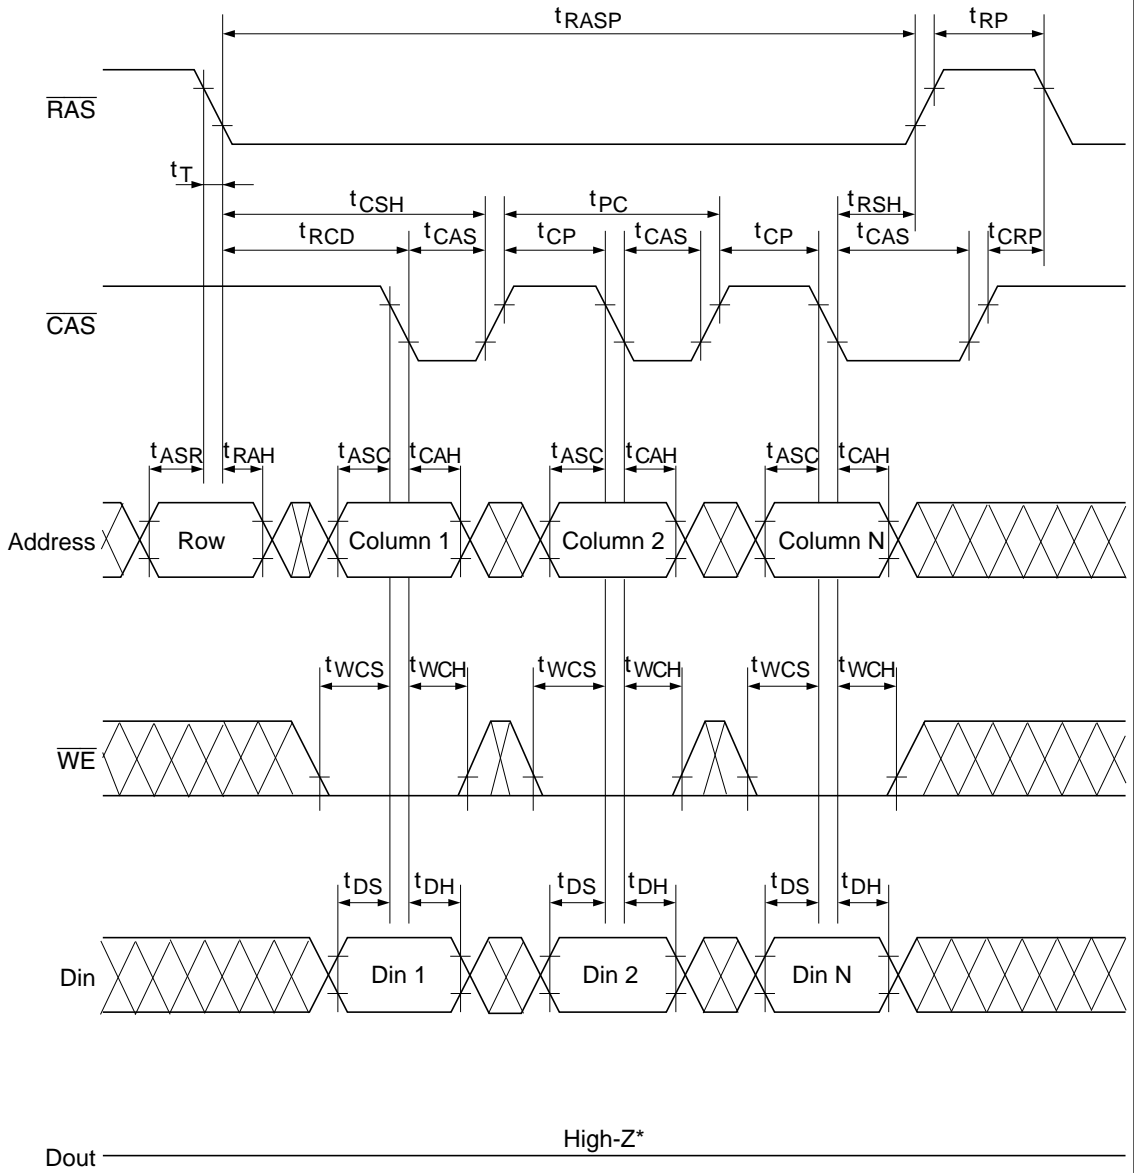 tRASP tRP
RAS
tT
tCSH tPC tRSH
tRCD tCAS tCP tCAS tCP tCAS tCRP
CAS
tASR tRAH tASC tCAH tASC tCAH tASC tCAH
Address Row Column 1 Column 2 Column N
tWCS tWCH tWCS tWCH tWCS tWCH
WE
tDS tDH tDS tDH tDS tDH
Din Din 1 Din 2 Din N
High-Z*
Dout